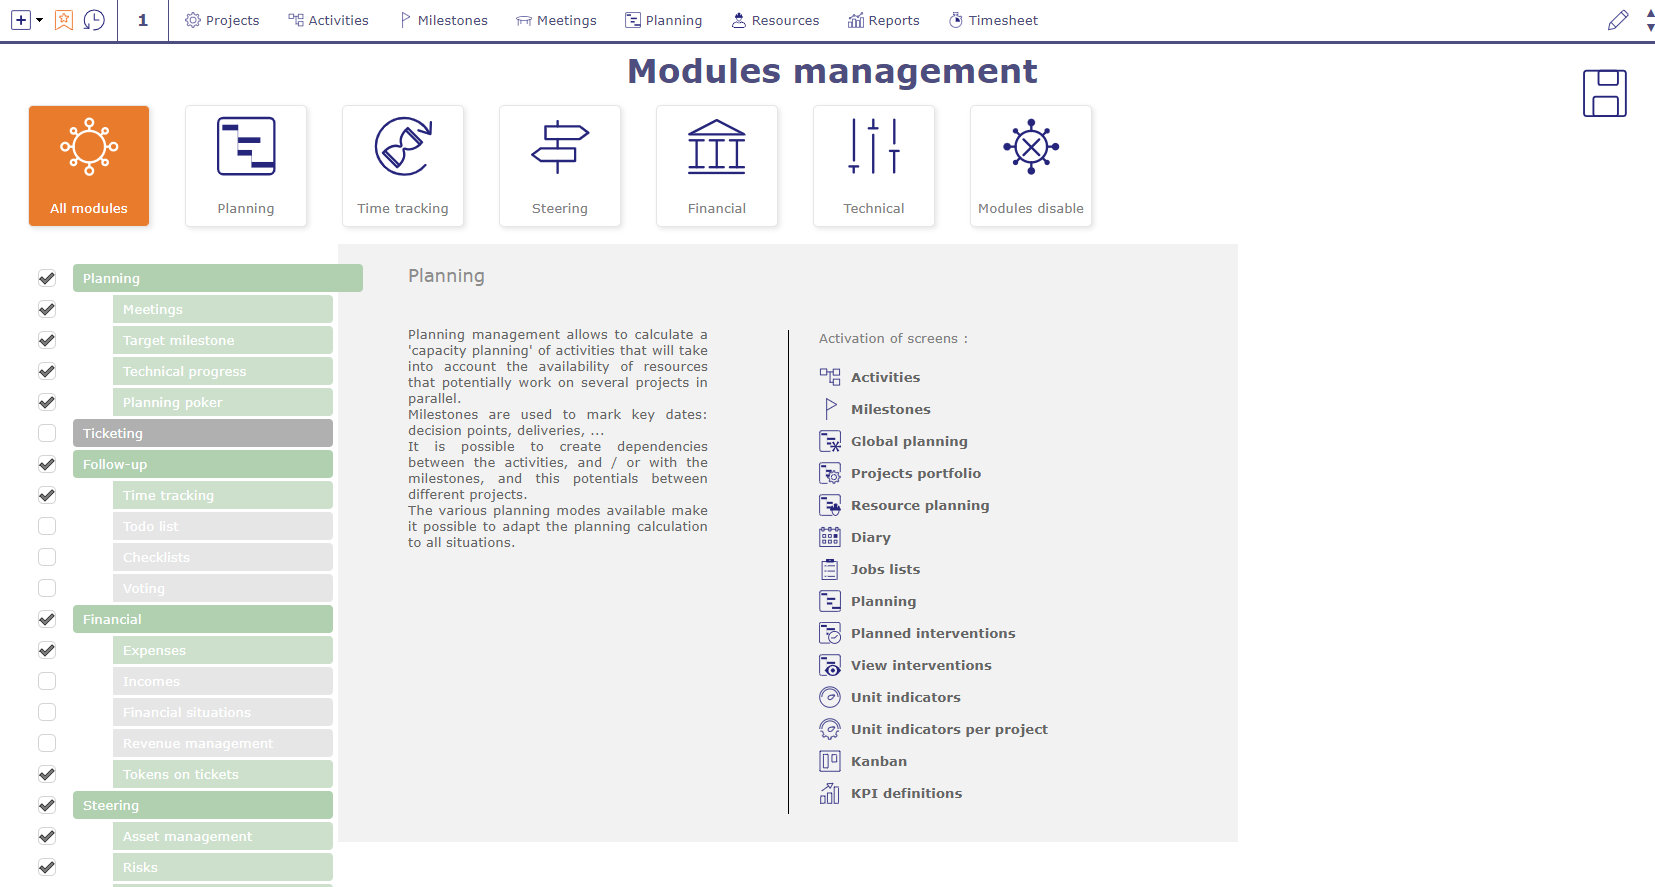 1
Projects
Activities
Milestones
Meetings
Planning
Resources
Reports
Timesheet
Modules management
All modules
Planning
Time tracking
Steering
Financial
Technical
Modules disable
Planning
Meetings
Target milestone
Technical progress
Planning poker
Ticketing
Follow-up
Time tracking
Todo list
Checklists
Voting
Financial
Expenses
Incomes
Financial situations
Revenue management
Tokens on tickets
Steering
Asset management
Risks
Planning
Planning management allows to calculate a
'capacity planning' of activities that will take
into account the availability of resources
that potentially work on several projects in
parallel.
Milestones are used to mark key dates:
decision points, deliveries, ...
It is possible to create dependencies
between the activities, and / or with the
milestones, and this potentials between
different projects.
The various planning modes available make
it possible to adapt the planning calculation
to all situations.
Activation of screens :
Activities
Milestones
Global planning
Projects portfolio
Resource planning
Diary
Jobs lists
Planning
Planned interventions
View interventions
Unit indicators
Unit indicators per project
Kanban
KPI definitions